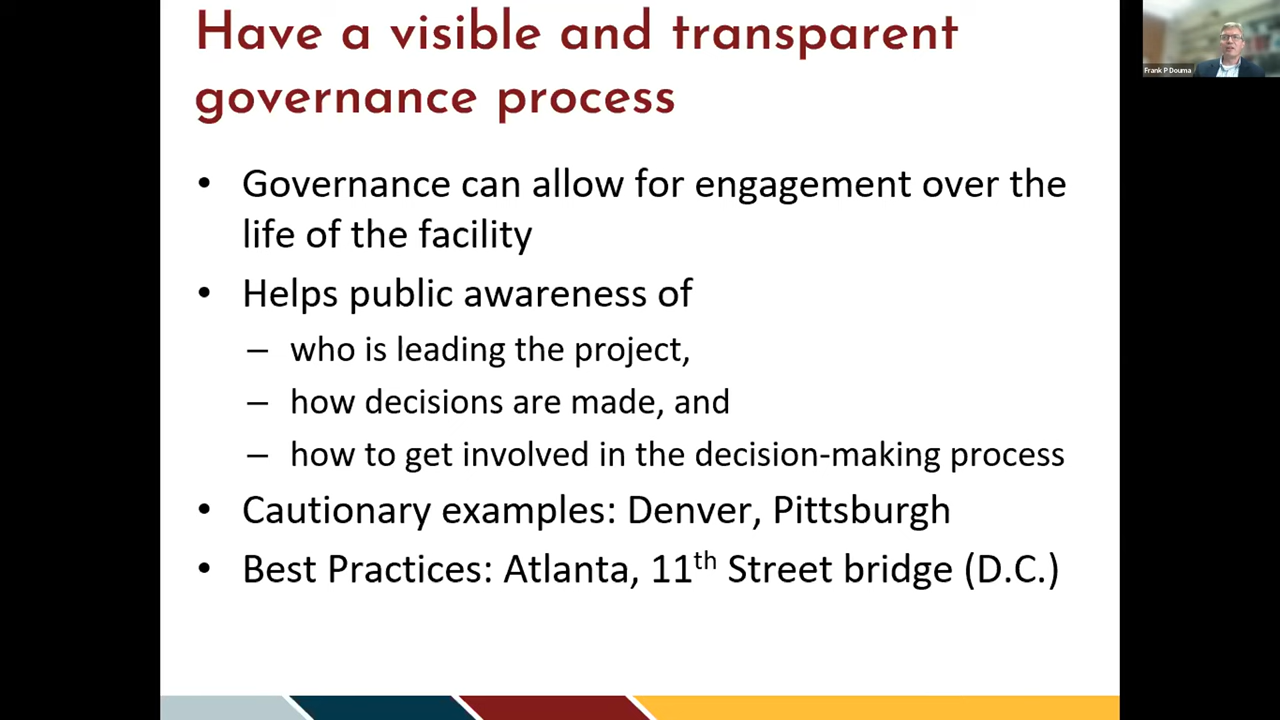 Have a visible and transparent
governance process
• Governance can allow for engagement over the
life of the facility
• Helps public awareness of
– who is leading the project,
– how decisions are made, and
– how to get involved in the decision-making process
• Cautionary examples: Denver, Pittsburgh
• Best Practices: Atlanta, 11th Street bridge (D.C.)
Frank P Douma